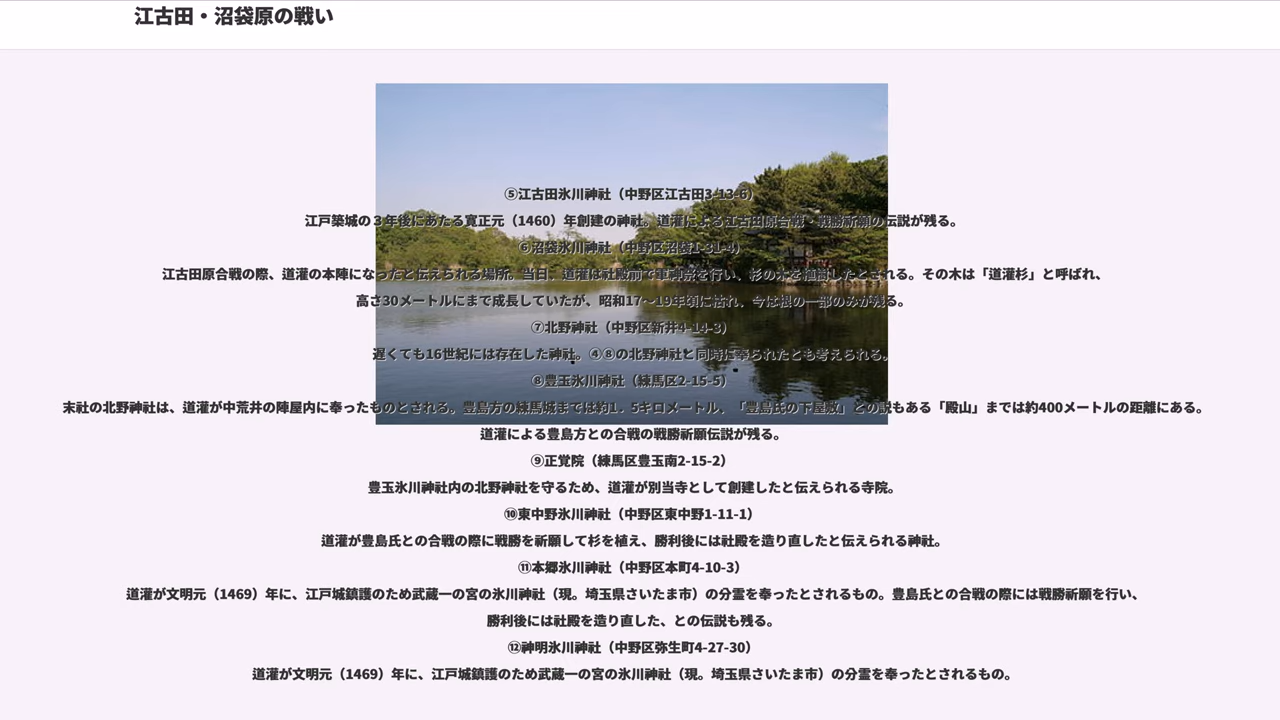 江古田・沼袋原の戦い
⑤江古田氷川神社（中野区江古田3-13-6）
江戸築城の３年後にあたる寛正元（1460）年創建の神社。道灌による江古田原合戦・戦勝祈願の伝説が残る。
⑥沼袋氷川神社（中野区沼袋1-31-4）
江古田原合戦の際、道灌の本陣になったと伝えられる場所。当日、道灌は社殿前で軍神祭を行い、杉の木を植樹したとされる。その木は「道灌杉」と呼ばれ、
高さ30メートルにまで成長していたが、昭和17〜19年頃に枯れ、今は根の一部のみが残る。
⑦北野神社（中野区新井4-14-3）
遅くても16世紀には存在した神社。④⑧の北野神社と同時に奉られたとも考えられる。
⑧豊玉氷川神社（練馬区2-15-5）
末社の北野神社は、道灌が中荒井の陣屋内に奉ったものとされる。豊島方の練馬城までは約1．5キロメートル、「豊島氏の下屋敷」との説もある「殿山」までは約400メートルの距離にある。
道灌による豊島方との合戦の戦勝祈願伝説が残る。
⑨正覚院（練馬区豊玉南2-15-2）
豊玉氷川神社内の北野神社を守るため、道灌が別当寺として創建したと伝えられる寺院。
⑩東中野氷川神社（中野区東中野1-11-1）
道灌が豊島氏との合戦の際に戦勝を祈願して杉を植え、勝利後には社殿を造り直したと伝えられる神社。
⑪本郷氷川神社（中野区本町4-10-3）
道灌が文明元（1469）年に、江戸城鎮護のため武蔵一の宮の氷川神社（現。埼玉県さいたま市）の分霊を奉ったとされるもの。豊島氏との合戦の際には戦勝祈願を行い、
勝利後には社殿を造り直した、との伝説も残る。
⑫神明氷川神社（中野区弥生町4-27-30）
道灌が文明元（1469）年に、江戸城鎮護のため武蔵一の宮の氷川神社（現。埼玉県さいたま市）の分霊を奉ったとされるもの。